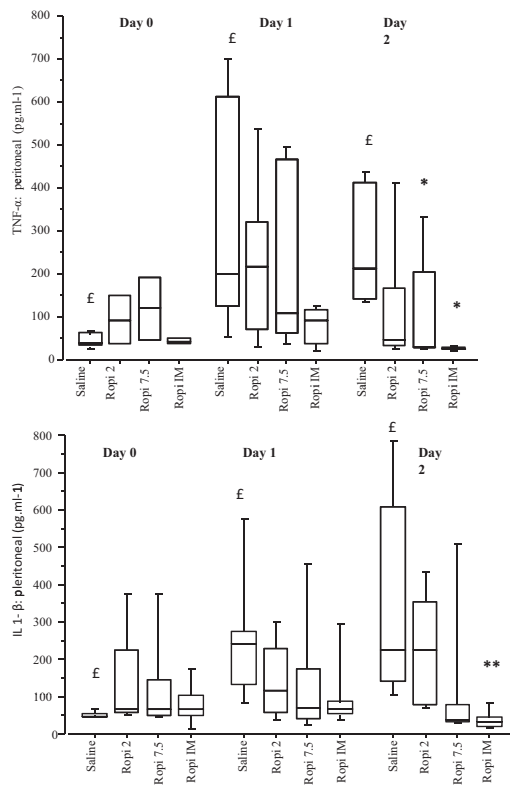 Day 0 Day 1 Day
2
TNF-α: peritoneal (pg.ml-1)
800
700
600
500
400
300
200
100
0
£ £ £ * *
Saline Ropi 2 Ropi 7.5 Ropi IM Saline Ropi 2 Ropi 7.5 Ropi IM Saline Ropi 2 Ropi 7.5 Ropi IM
Day 0 Day 1 Day
2
IL 1- β: pleritoneal (pg.ml-1)
800
700
600
500
400
300
200
100
0
£ £ £ **
Saline Ropi 2 Ropi 7.5 Ropi IM Saline Ropi 2 Ropi 7.5 Ropi IM Saline Ropi 2 Ropi 7.5 Ropi IM